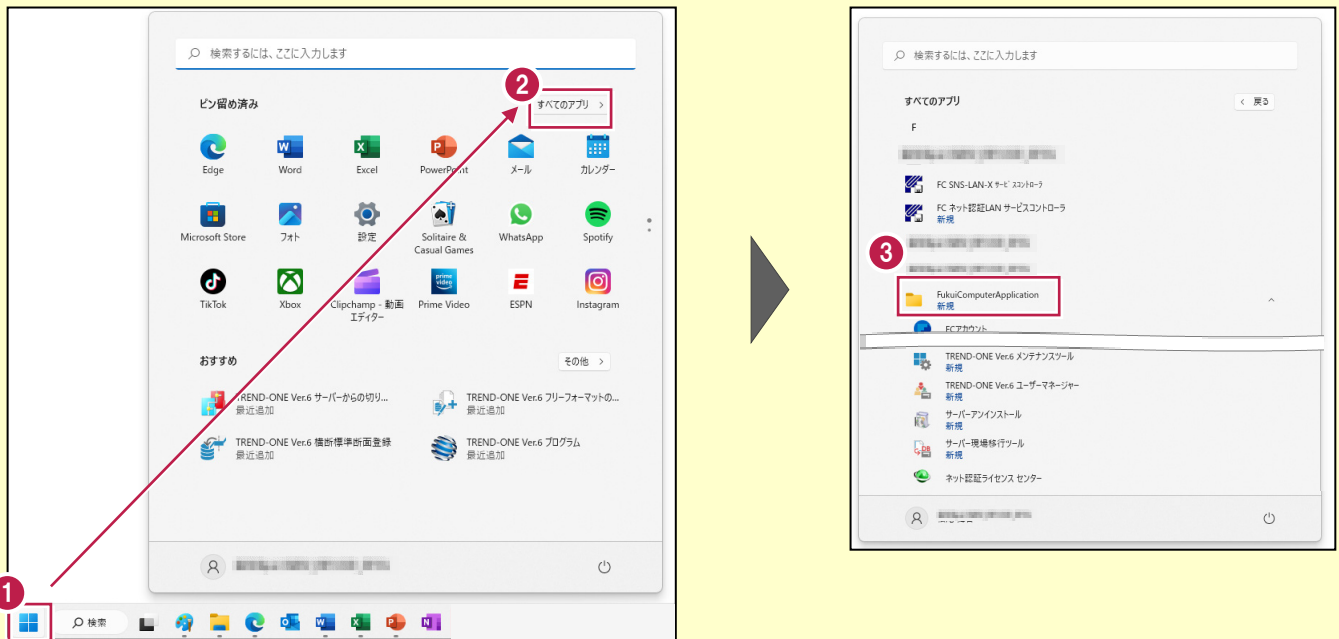 検索するには、ここに入力します
2
ピン留め済み
すべてのアプリ >
Edge
Word
Excel
PowerPoint
メール
カレンダー
Microsoft Store
フォト
設定
Solitaire &
Casual Games
WhatsApp
Spotify
TikTok
Xbox
Clipchamp - 動画
エディター
prime video
Prime Video
ESPN
Instagram
おすすめ
その他 >
TREND-ONE Ver.6 サーバーからの切り...
最近追加
TREND-ONE Ver.6 フリーフォーマットの...
最近追加
TREND-ONE Ver.6 横断標準断面登録
最近追加
TREND-ONE Ver.6 プログラム
最近追加
1
検索
検索するには、ここに入力します
すべてのアプリ
< 戻る
F
FC SNS-LAN-X サービスコントローラ
FC ネット認証LAN サービスコントローラ
新規
3
FukuiComputerApplication
新規
FCアカウント
TREND-ONE Ver.6 メンテナンスツール
新規
TREND-ONE Ver.6 ユーザーマネージャー
新規
サーバーアンインストール
新規
サーバー現場移行ツール
新規
ネット認証ライセンス センター